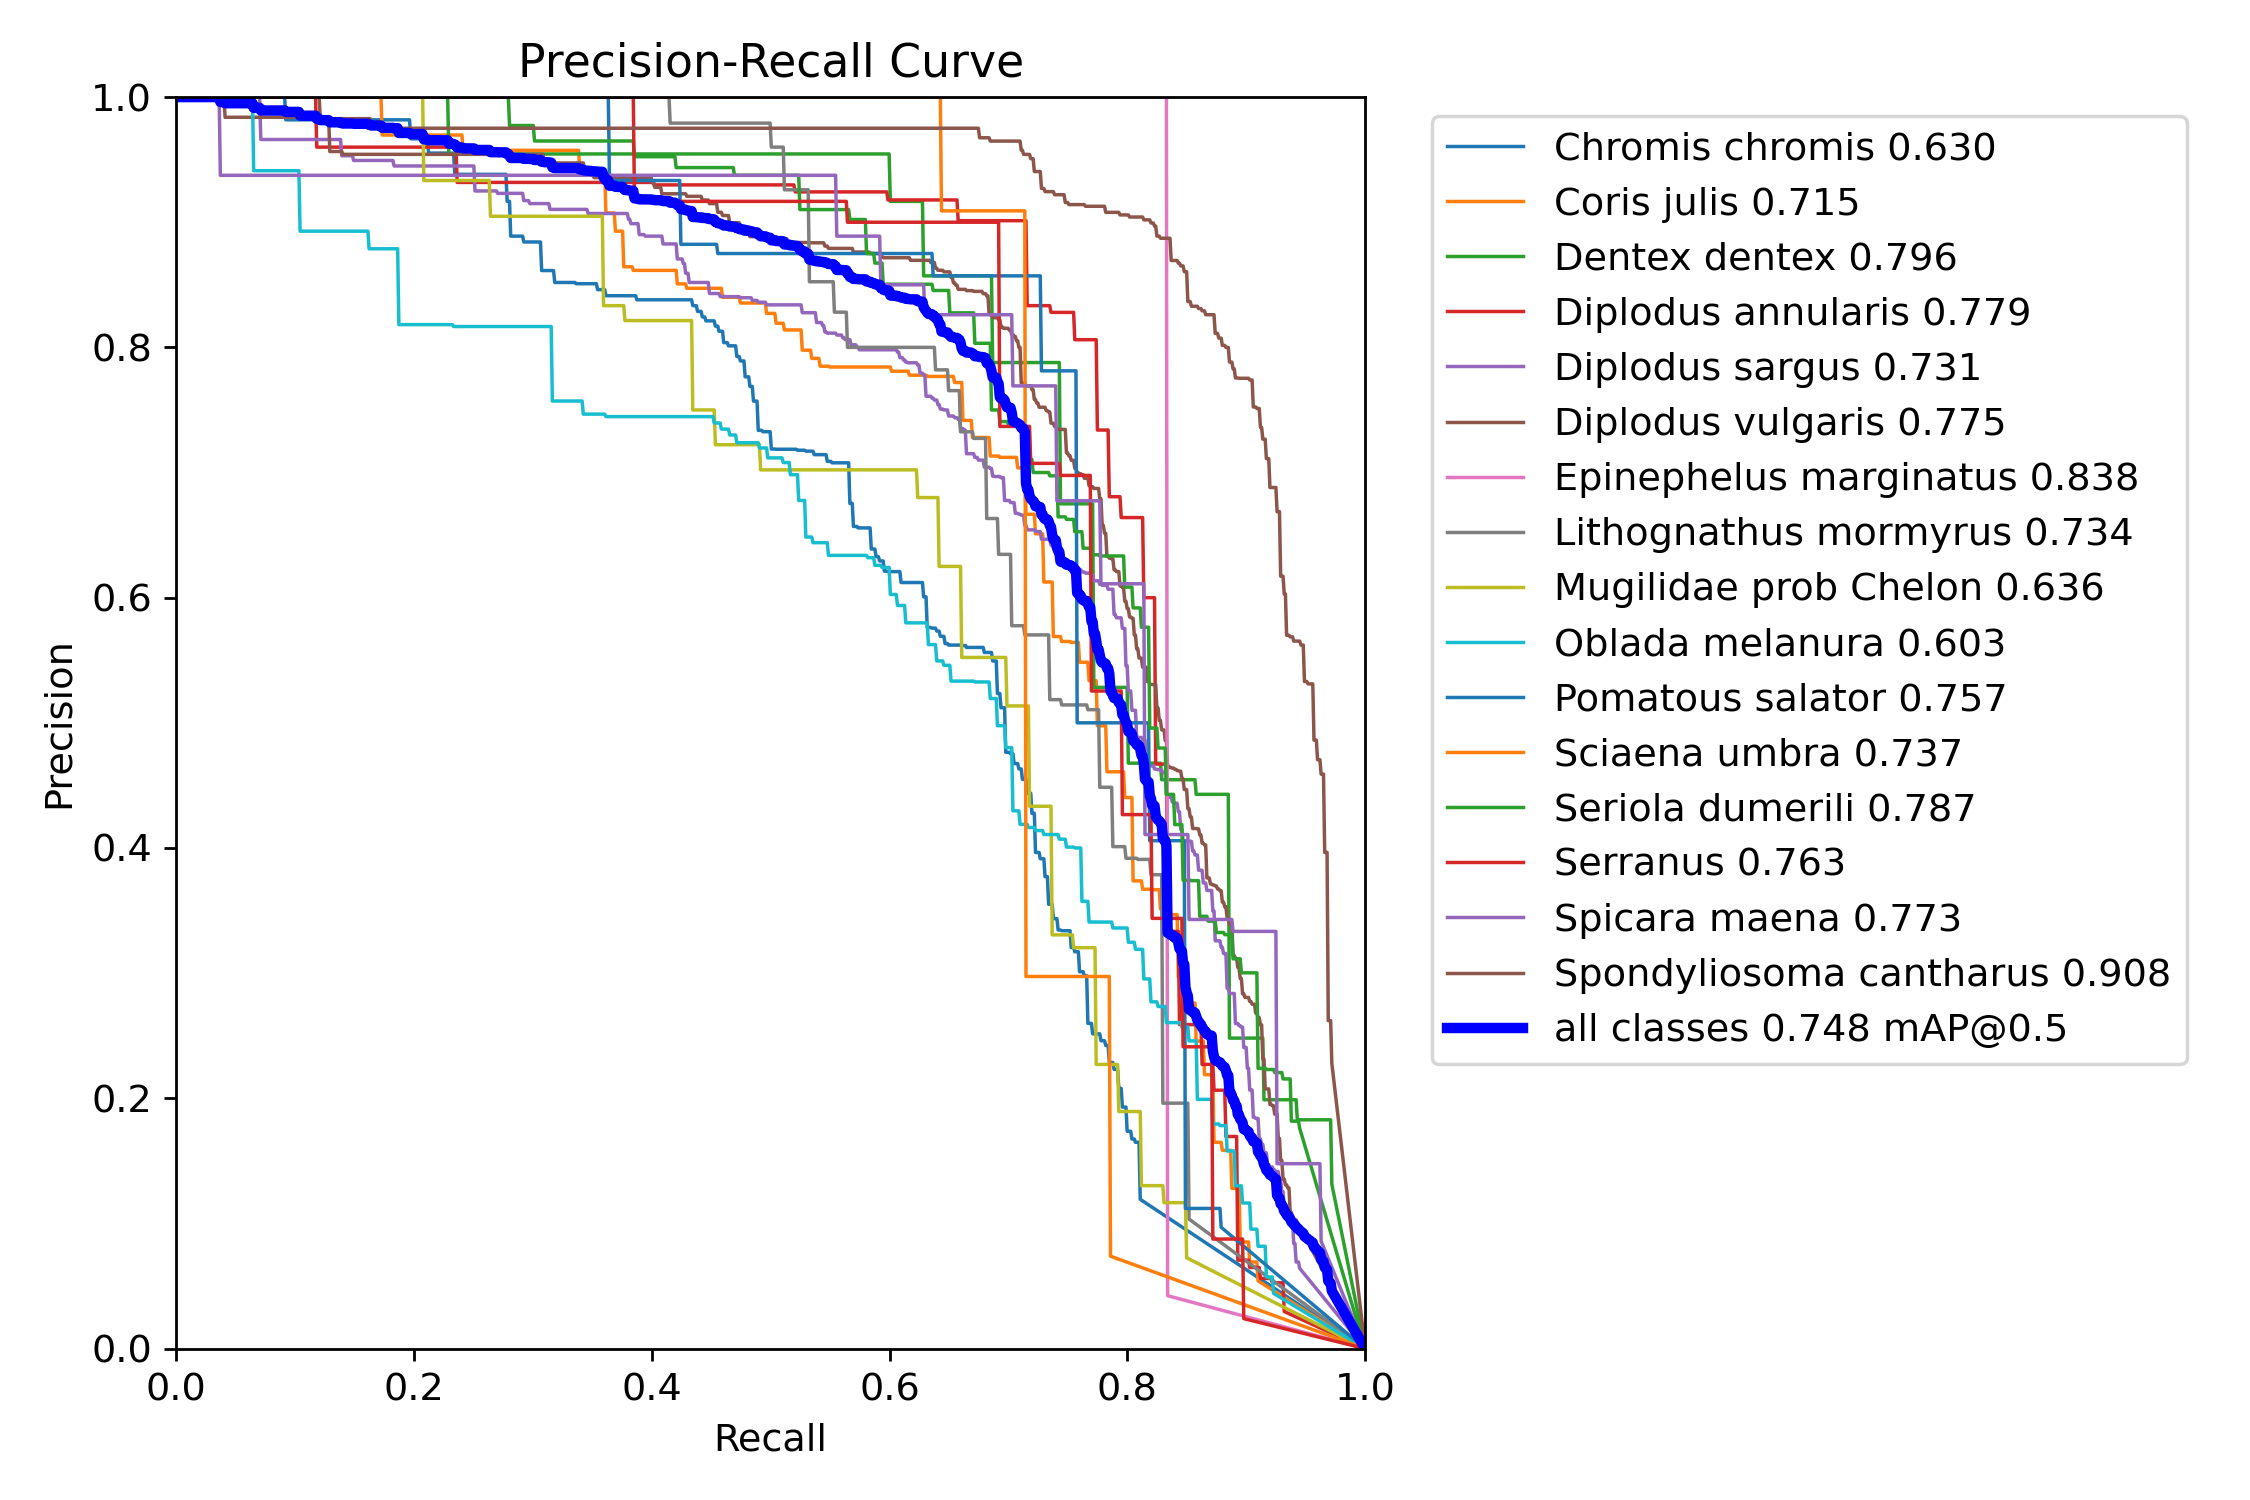 Precision-Recall Curve
1.0
0.8
0.6
0.4
0.2
0.0
Precision
0.0 0.2 0.4 0.6 0.8 1.0
Recall
Chromis chromis 0.630
Coris julis 0.715
Dentex dentex 0.796
Diplodus annularis 0.779
Diplodus sargus 0.731
Diplodus vulgaris 0.775
Epinephelus marginatus 0.838
Lithognathus mormyrus 0.734
Mugilidae prob Chelon 0.636
Oblada melanura 0.603
Pomatous salator 0.757
Sciaena umbra 0.737
Seriola dumerili 0.787
Serranus 0.763
Spicara maena 0.773
Spondyliosoma cantharus 0.908
all classes 0.748 mAP@0.5